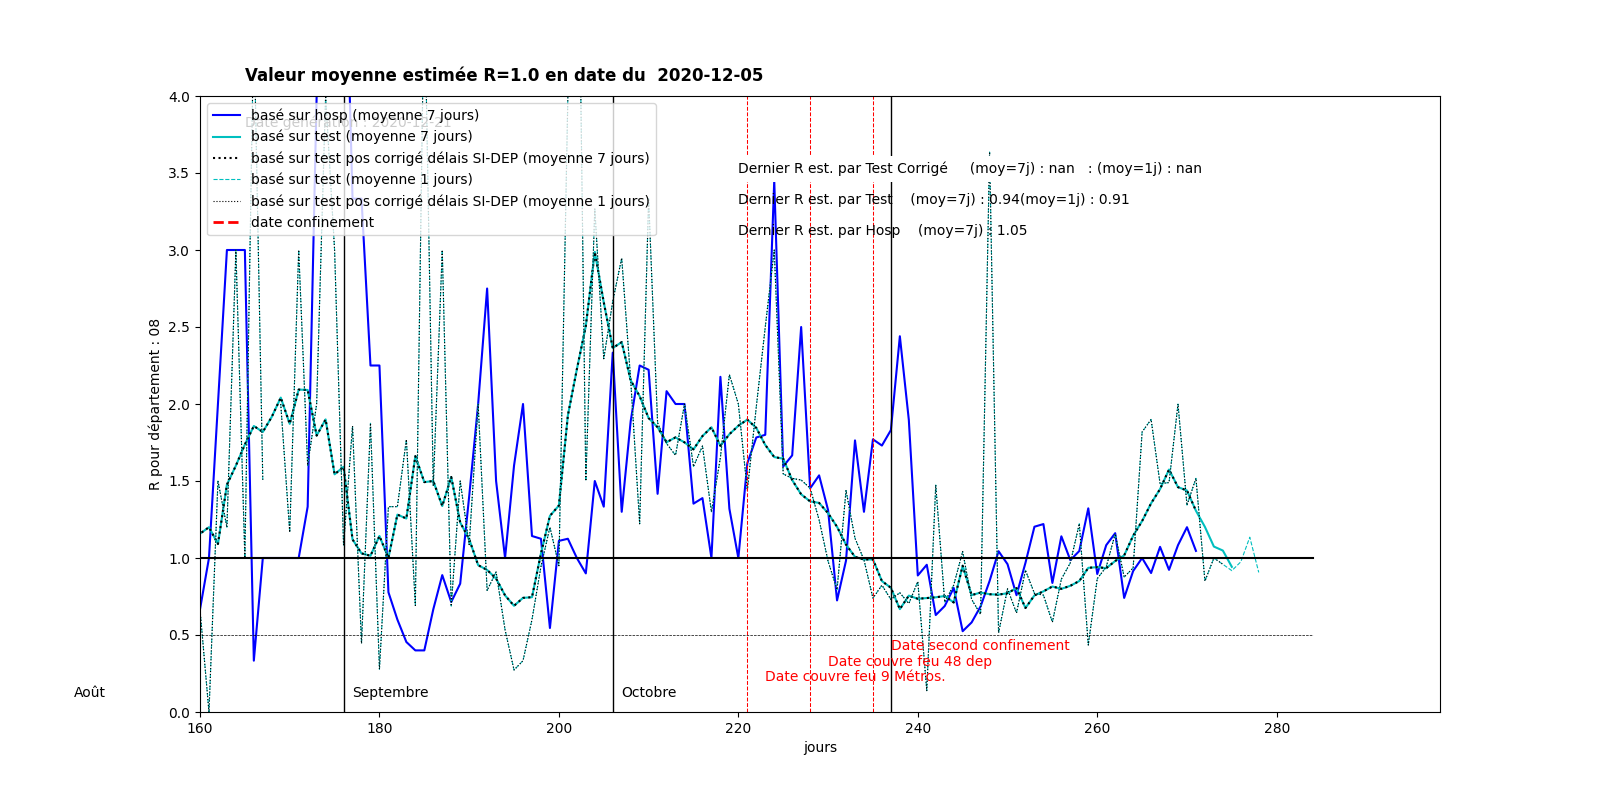 Valeur moyenne estimée R=1.0 en date du  2020-12-05
Date génération : 2020-12-21
basé sur hosp (moyenne 7 jours)
basé sur test (moyenne 7 jours)
basé sur test pos corrigé délais SI-DEP (moyenne 7 jours)
basé sur test (moyenne 1 jours)
basé sur test pos corrigé délais SI-DEP (moyenne 1 jours)
date confinement
Dernier R est. par Test Corrigé     (moy=7j) : nan   : (moy=1j) : nan
Dernier R est. par Test    (moy=7j) : 0.94(moy=1j) : 0.91
Dernier R est. par Hosp    (moy=7j) : 1.05
4.0
3.5
3.0
2.5
2.0
1.5
1.0
0.5
0.0
R pour département : 08
Date second confinement
Date couvre feu 48 dep
Date couvre feu 9 Métros.
Août
Septembre
Octobre
160
180
200
220
240
260
280
jours